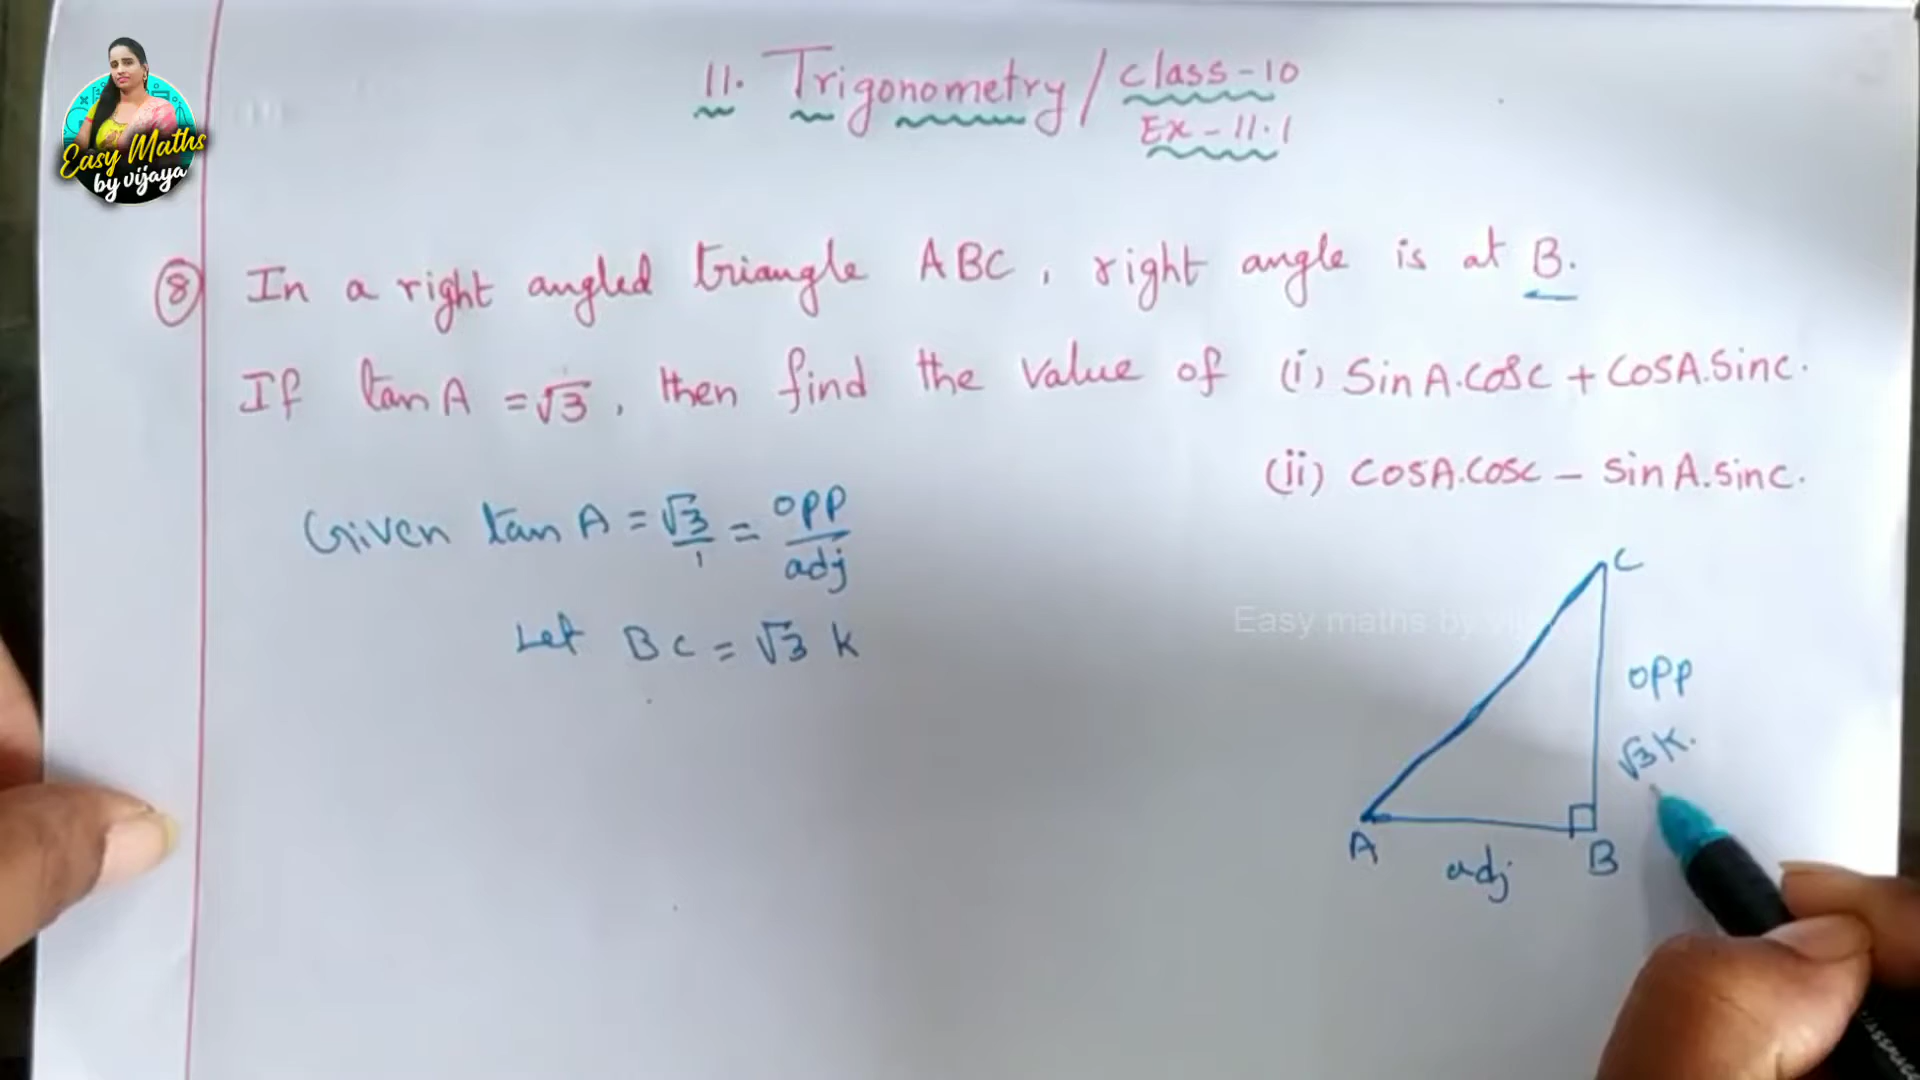 Easy Maths
by vijaya
11. Trigonometry / class-10
Ex-11.1
8 In a right angled triangle ABC, right angle is at B.
If tan A = √3, then find the value of (i) Sin A.Cosc + CosA.Sinc.
(ii) CosA.Cosc - SinA.Sinc.
Given tan A = √3/1 = opp/adj
Let BC = √3 K
Easy maths by vij
C
opp
√3 K.
A
adj
B